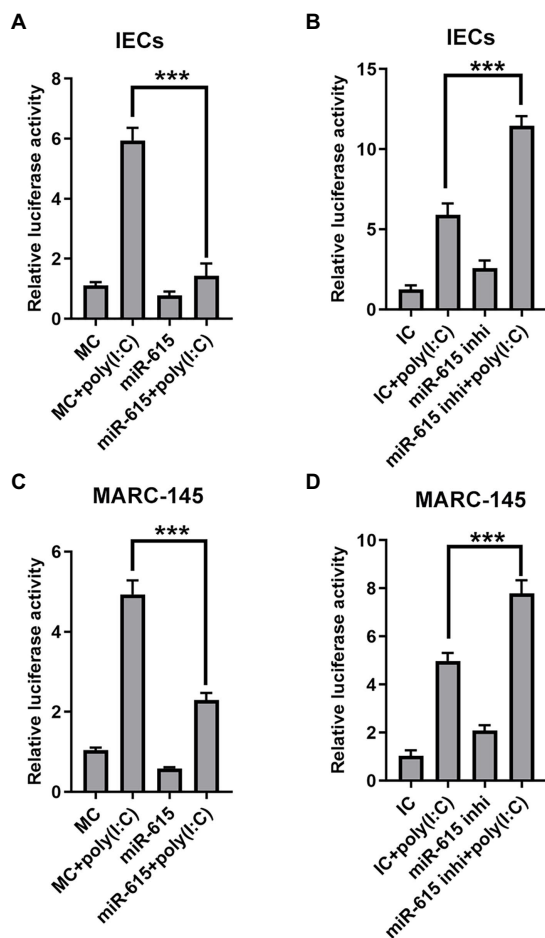 A
IECs
Relative luciferase activity
8
6
4
2
0
***
MC
MC+poly(I:C)
miR-615
miR-615+poly(I:C)
B
IECs
Relative luciferase activity
15
10
5
0
***
IC
IC+poly(I:C)
miR-615 inhi
miR-615 inhi+poly(I:C)
C
MARC-145
Relative luciferase activity
6
4
2
0
***
MC
MC+poly(I:C)
miR-615
miR-615+poly(I:C)
D
MARC-145
Relative luciferase activity
10
8
6
4
2
0
***
IC
IC+poly(I:C)
miR-615 inhi
miR-615 inhi+poly(I:C)